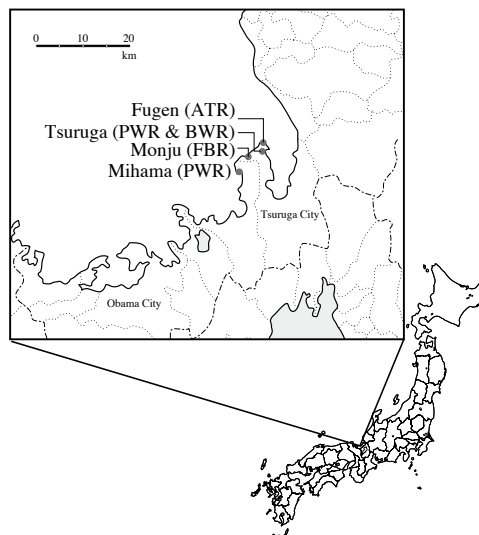 0 10 20
km
Fugen (ATR)
Tsuruga (PWR & BWR)
Monju (FBR)
Mihama (PWR)
Tsuruga City
Obama City